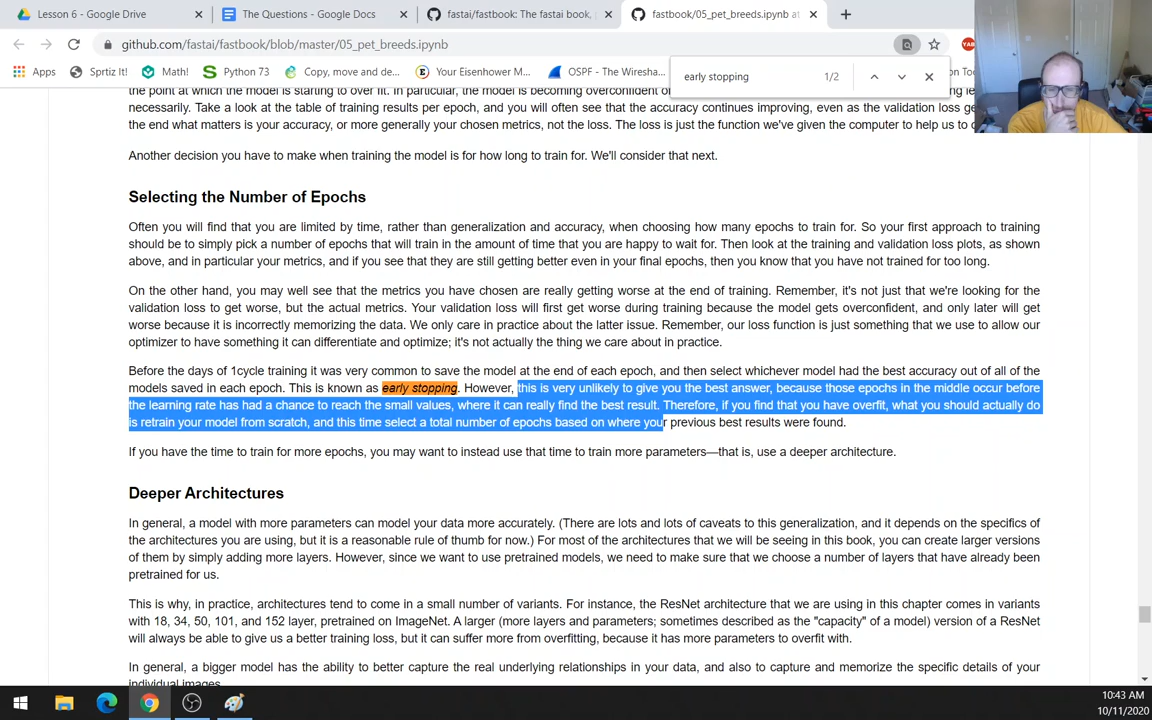 Lesson 6 - Google Drive
The Questions - Google Docs
fastai/fastbook: The fastai book,
fastbook/05_pet_breeds.ipynb at
github.com/fastai/fastbook/blob/master/05_pet_breeds.ipynb
Apps
Sprtiz It!
Math!
Python 73
Copy, move and de...
Your Eisenhower M...
OSPF - The Wiresha...
early stopping
1/2
the point at which the model is starting to over fit. In particular, the model is becoming overconfident
necessarily. Take a look at the table of training results per epoch, and you will often see that the accuracy continues improving, even as the validation loss
the end what matters is your accuracy, or more generally your chosen metrics, not the loss. The loss is just the function we've given the computer to help us to
Another decision you have to make when training the model is for how long to train for. We'll consider that next.
Selecting the Number of Epochs
Often you will find that you are limited by time, rather than generalization and accuracy, when choosing how many epochs to train for. So your first approach to training
should be to simply pick a number of epochs that will train in the amount of time that you are happy to wait for. Then look at the training and validation loss plots, as shown
above, and in particular your metrics, and if you see that they are still getting better even in your final epochs, then you know that you have not trained for too long.
On the other hand, you may well see that the metrics you have chosen are really getting worse at the end of training. Remember, it's not just that we're looking for the
validation loss to get worse, but the actual metrics. Your validation loss will first get worse during training because the model gets overconfident, and only later will get
worse because it is incorrectly memorizing the data. We only care in practice about the latter issue. Remember, our loss function is just something that we use to allow our
optimizer to have something it can differentiate and optimize; it's not actually the thing we care about in practice.
Before the days of 1cycle training it was very common to save the model at the end of each epoch, and then select whichever model had the best accuracy out of all of the
models saved in each epoch. This is known as early stopping. However, this is very unlikely to give you the best answer, because those epochs in the middle occur before
the learning rate has had a chance to reach the small values, where it can really find the best result. Therefore, if you find that you have overfit, what you should actually do
is retrain your model from scratch, and this time select a total number of epochs based on where your previous best results were found.
If you have the time to train for more epochs, you may want to instead use that time to train more parameters—that is, use a deeper architecture.
Deeper Architectures
In general, a model with more parameters can model your data more accurately. (There are lots and lots of caveats to this generalization, and it depends on the specifics of
the architectures you are using, but it is a reasonable rule of thumb for now.) For most of the architectures that we will be seeing in this book, you can create larger versions
of them by simply adding more layers. However, since we want to use pretrained models, we need to make sure that we choose a number of layers that have already been
pretrained for us.
This is why, in practice, architectures tend to come in a small number of variants. For instance, the ResNet architecture that we are using in this chapter comes in variants
with 18, 34, 50, 101, and 152 layer, pretrained on ImageNet. A larger (more layers and parameters; sometimes described as the "capacity" of a model) version of a ResNet
will always be able to give us a better training loss, but it can suffer more from overfitting, because it has more parameters to overfit with.
In general, a bigger model has the ability to better capture the real underlying relationships in your data, and also to capture and memorize the specific details of your
individual images.
10:43 AM
10/11/2020